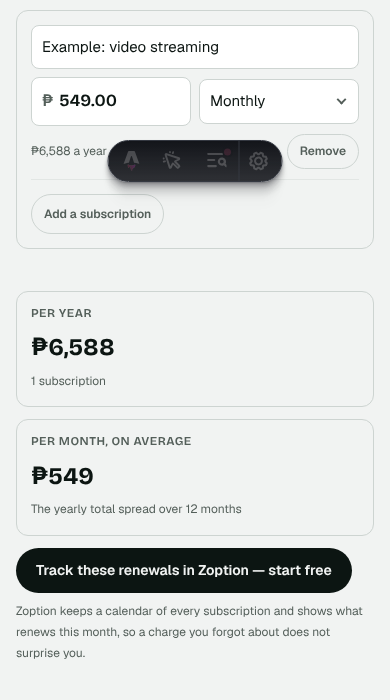 Example: video streaming
₱ 549.00
Monthly
₱6,588 a year
Remove
Add a subscription
PER YEAR
₱6,588
1 subscription
PER MONTH, ON AVERAGE
₱549
The yearly total spread over 12 months
Track these renewals in Zoption — start free
Zoption keeps a calendar of every subscription and shows what
renews this month, so a charge you forgot about does not
surprise you.